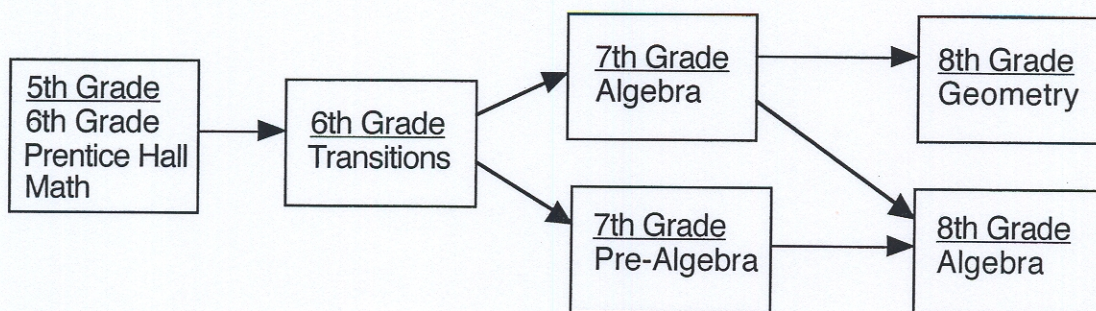 5th Grade
6th Grade
Prentice Hall
Math
6th Grade
Transitions
7th Grade
Algebra
7th Grade
Pre-Algebra
8th Grade
Geometry
8th Grade
Algebra